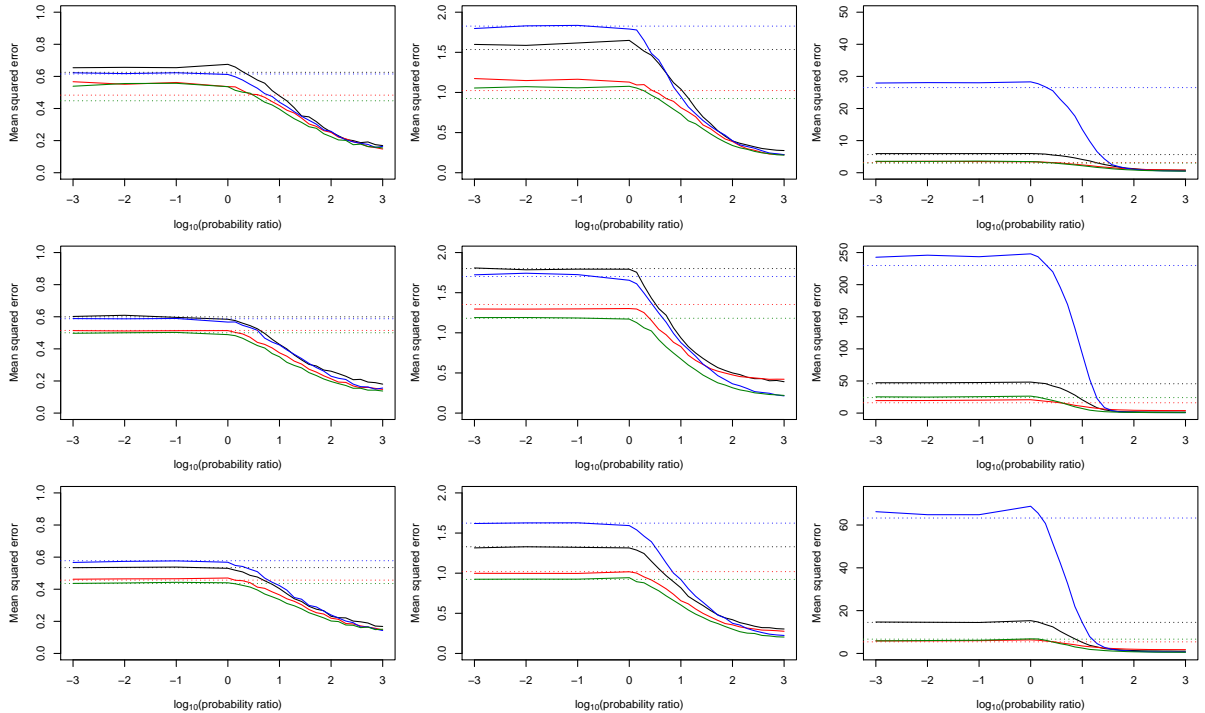 Mean squared error
0.0 0.2 0.4 0.6 0.8 1.0
−3 −2 −1 0 1 2 3
log10(probability ratio)
Mean squared error
0.0 0.5 1.0 1.5 2.0
−3 −2 −1 0 1 2 3
log10(probability ratio)
Mean squared error
0 10 20 30 40 50
−3 −2 −1 0 1 2 3
log10(probability ratio)
Mean squared error
0.0 0.2 0.4 0.6 0.8 1.0
−3 −2 −1 0 1 2 3
log10(probability ratio)
Mean squared error
0.0 0.5 1.0 1.5 2.0
−3 −2 −1 0 1 2 3
log10(probability ratio)
Mean squared error
0 50 100 150 200 250
−3 −2 −1 0 1 2 3
log10(probability ratio)
Mean squared error
0.0 0.2 0.4 0.6 0.8 1.0
−3 −2 −1 0 1 2 3
log10(probability ratio)
Mean squared error
0.0 0.5 1.0 1.5 2.0
−3 −2 −1 0 1 2 3
log10(probability ratio)
Mean squared error
0 20 40 60
−3 −2 −1 0 1 2 3
log10(probability ratio)